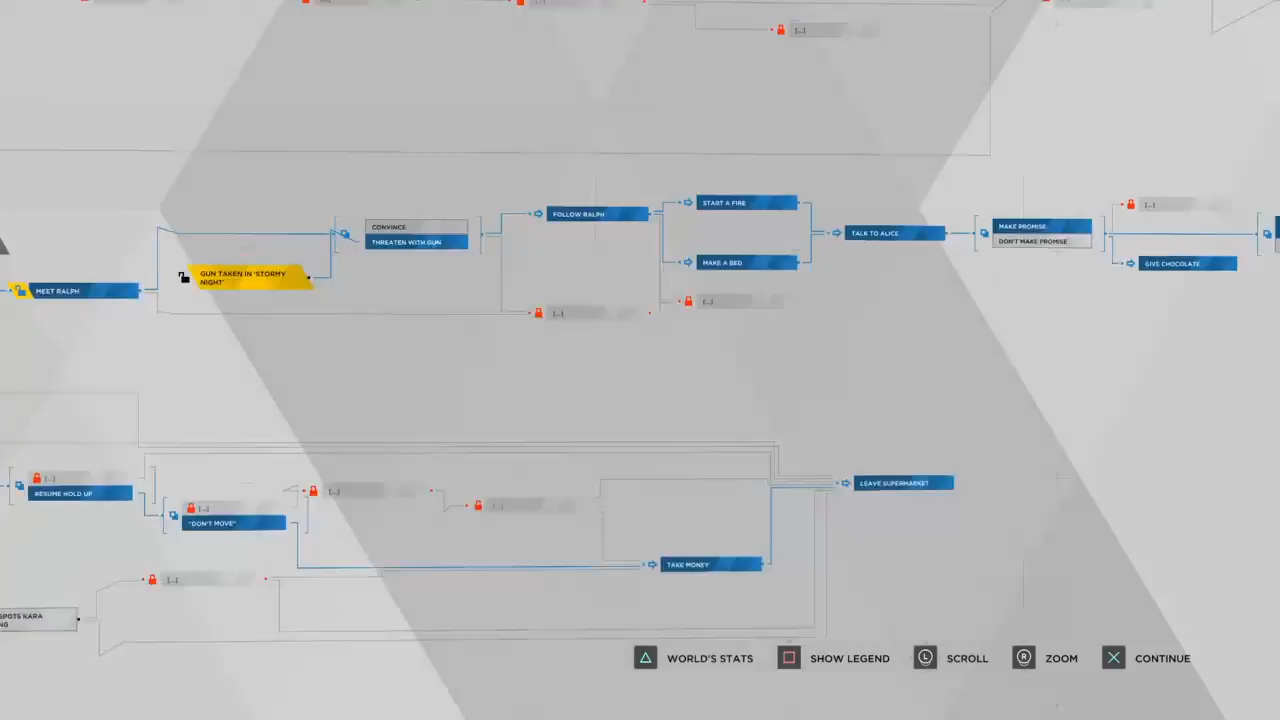 [...]
[...]
FOLLOW RALPH
START A FIRE
CONVINCE
THREATEN WITH GUN
MAKE A BED
TALK TO ALICE
MAKE PROMISE
DON'T MAKE PROMISE
[...]
GIVE CHOCOLATE
GUN TAKEN IN 'STORMY
NIGHT'
MEET RALPH
[...]
[...]
[...]
RESUME HOLD UP
[...]
"DON'T MOVE"
[...]
[...]
LEAVE SUPERMARKET
TAKE MONEY
[...]
SPOTS KARA
NG
WORLD'S STATS
SHOW LEGEND
L SCROLL
R ZOOM
CONTINUE